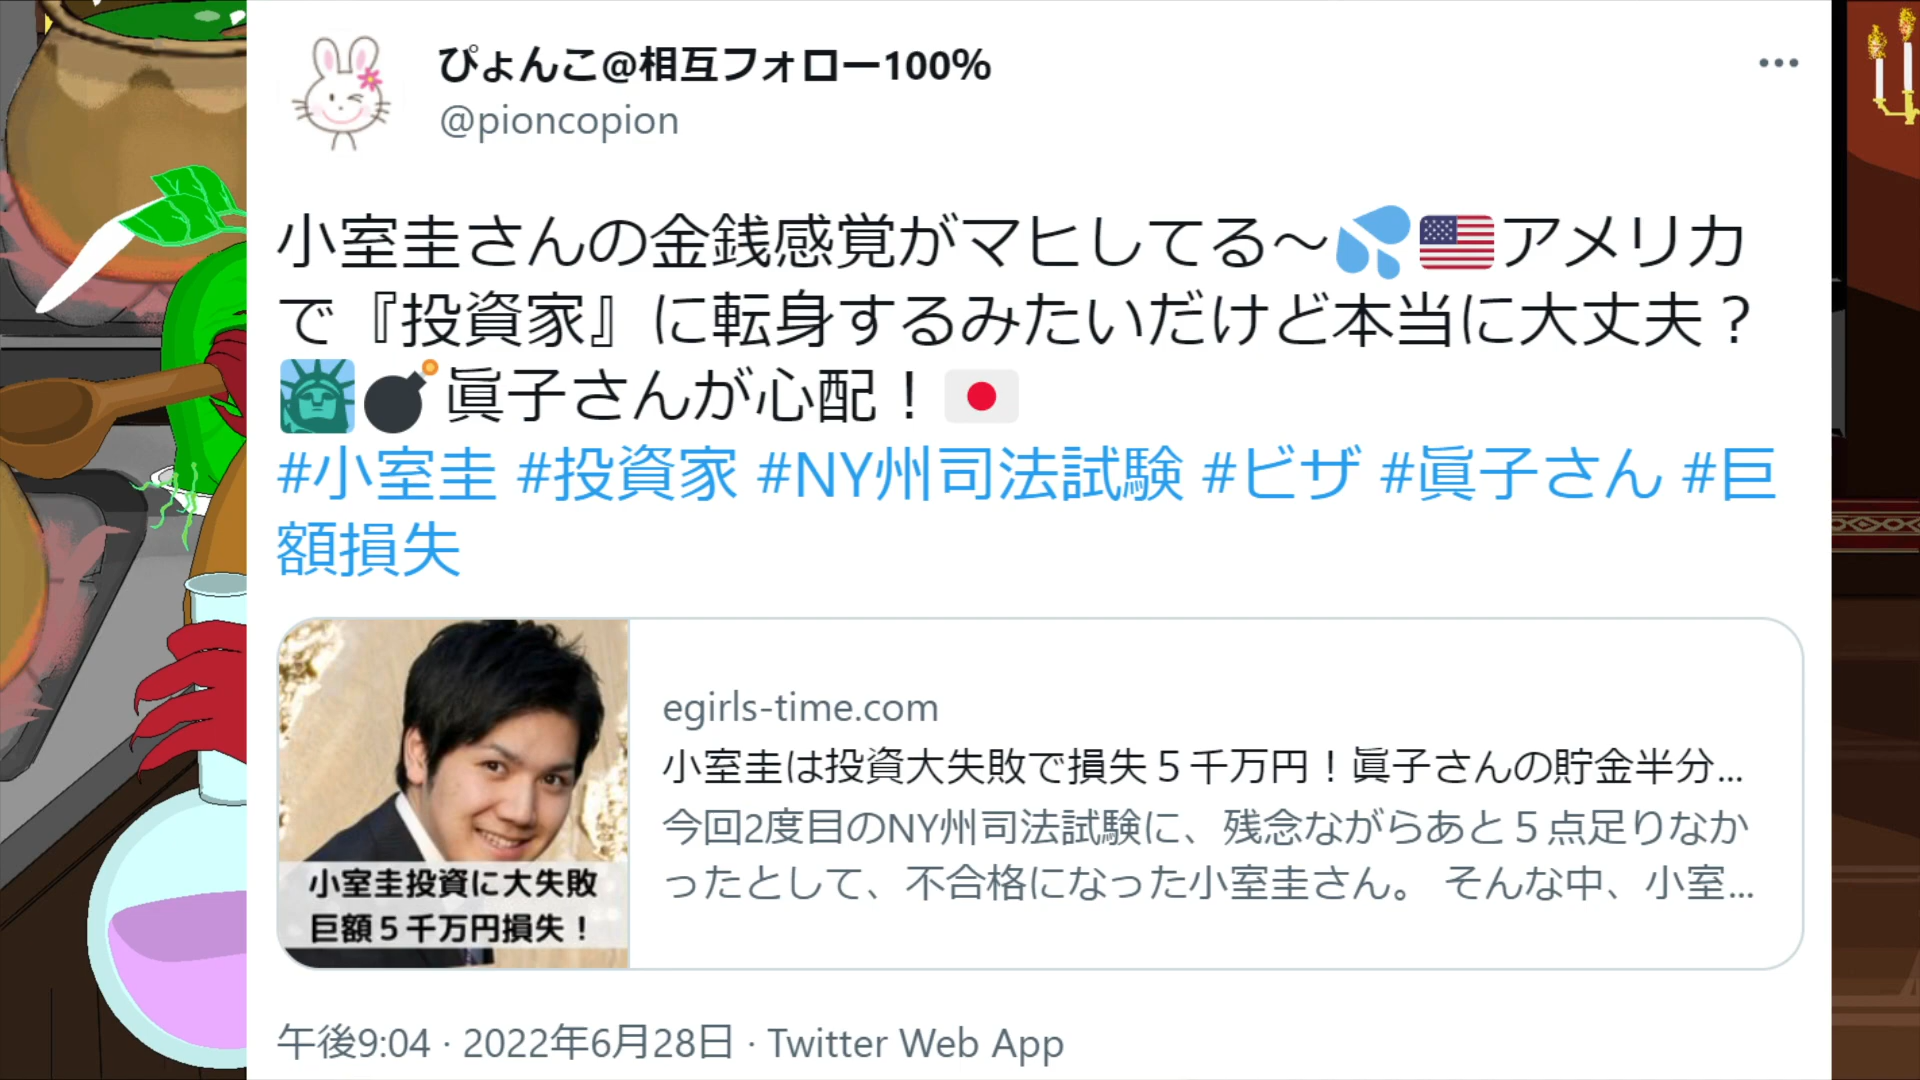 ぴょんこ@相互フォロー100%
@pioncopion
小室圭さんの金銭感覚がマヒしてる～💦🇺🇸アメリカ
で『投資家』に転身するみたいだけど本当に大丈夫？
🗽💣眞子さんが心配！🇯🇵
#小室圭 #投資家 #NY州司法試験 #ビザ #眞子さん #巨
額損失
egirls-time.com
小室圭は投資大失敗で損失５千万円！眞子さんの貯金半分...
今回2度目のNY州司法試験に、残念ながらあと５点足りなか
ったとして、不合格になった小室圭さん。 そんな中、小室...
小室圭投資に大失敗
巨額５千万円損失！
午後9:04 · 2022年6月28日 · Twitter Web App